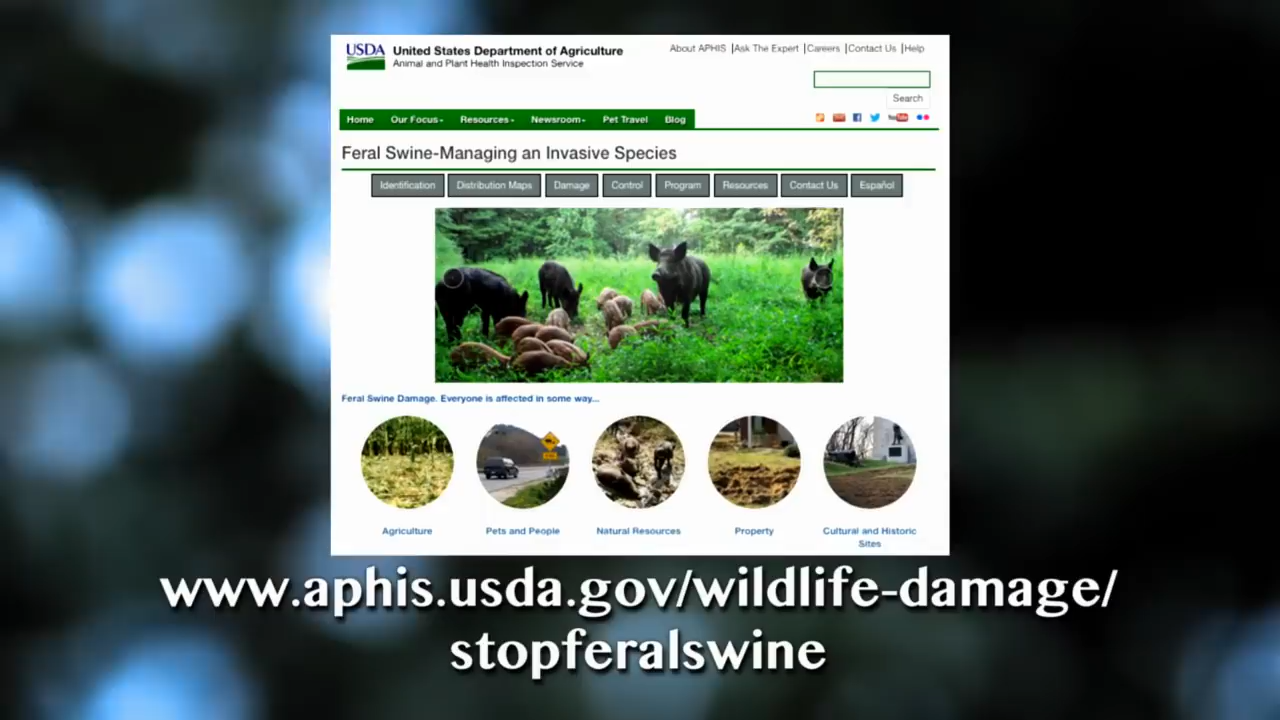 USDA
United States Department of Agriculture
Animal and Plant Health Inspection Service
About APHIS | Ask The Expert | Careers | Contact Us | Help
Search
Home Our Focus Resources Newsroom Pet Travel Blog
YouTube
Feral Swine-Managing an Invasive Species
Identification Distribution Maps Damage Control Program Resources Contact Us Español
Feral Swine Damage. Everyone is affected in some way...
Agriculture Pets and People Natural Resources Property Cultural and Historic
Sites
www.aphis.usda.gov/wildlife-damage/
stopferalswine